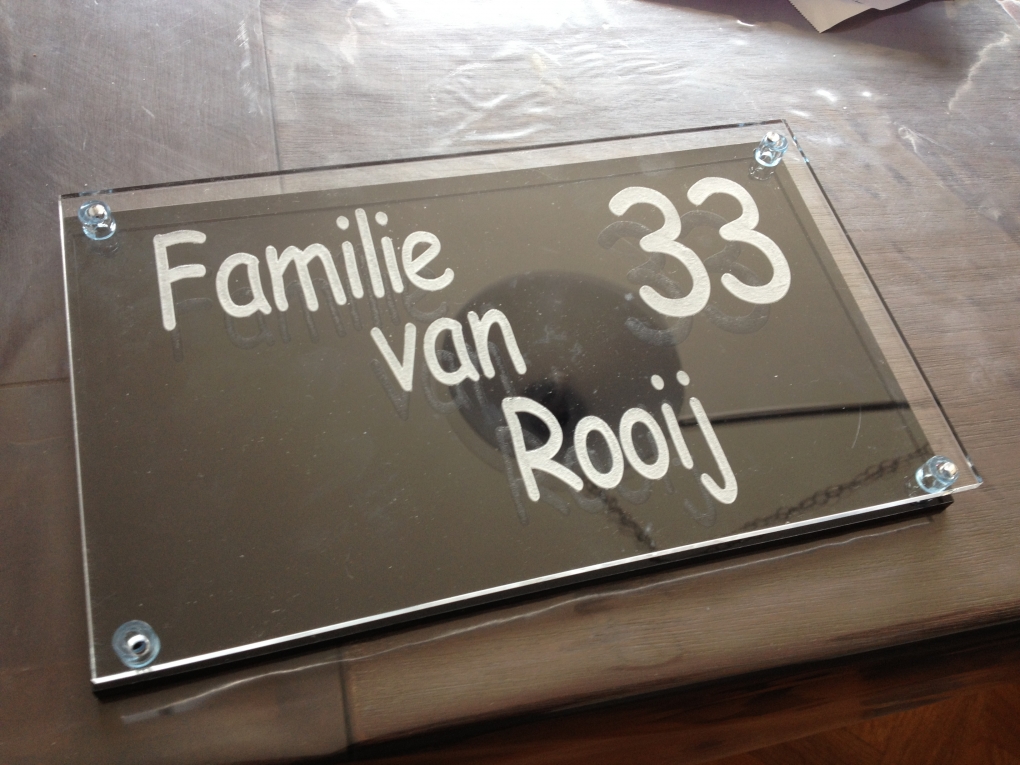 Familie 33
van
Rooij